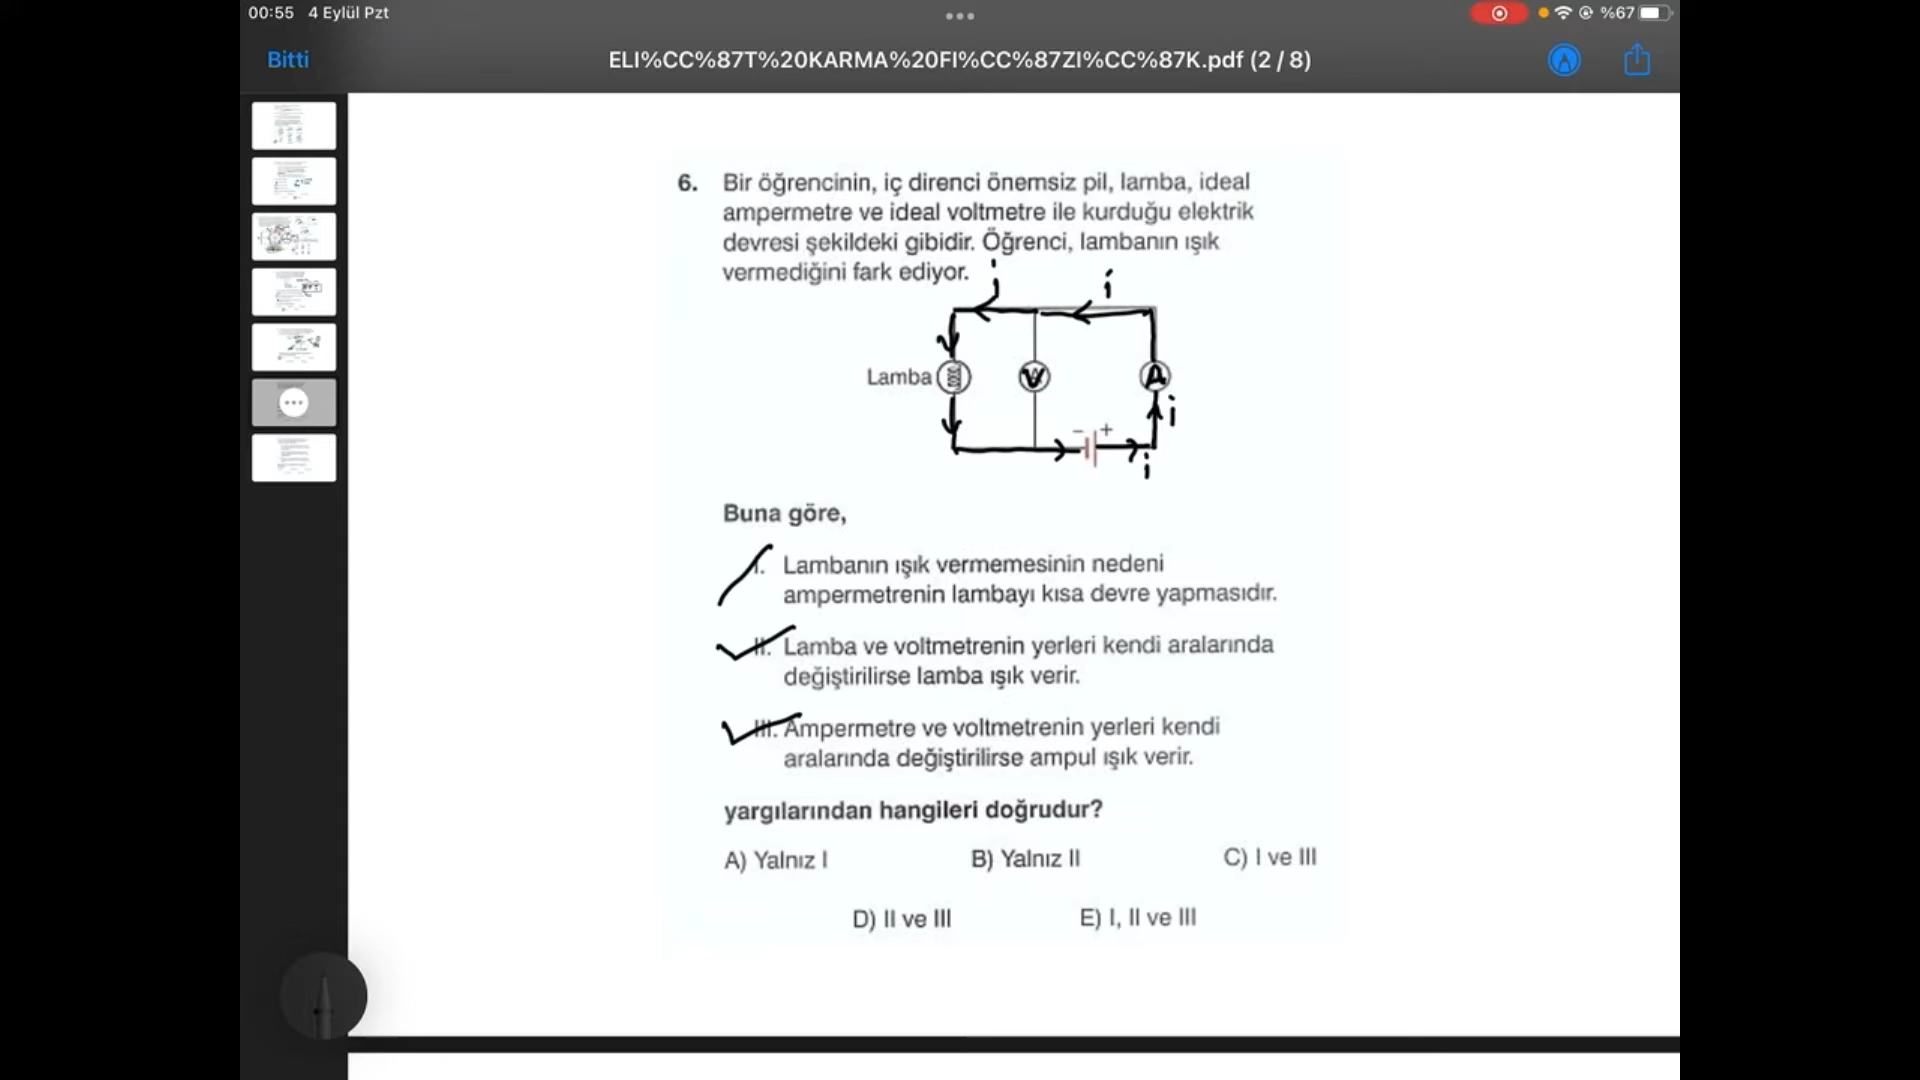 00:55 4 Eylül Pzt
%67
Bitti
ELI%CC%87T%20KARMA%20FI%CC%87ZI%CC%87K.pdf (2 / 8)
6. Bir öğrencinin, iç direnci önemsiz pil, lamba, ideal
ampermetre ve ideal voltmetre ile kurduğu elektrik
devresi şekildeki gibidir. Öğrenci, lambanın ışık
vermediğini fark ediyor.
i
i
Lamba
V
A
i
- +
i
Buna göre,
I. Lambanın ışık vermemesinin nedeni
ampermetrenin lambayı kısa devre yapmasıdır.
II. Lamba ve voltmetrenin yerleri kendi aralarında
değiştirilirse lamba ışık verir.
III. Ampermetre ve voltmetrenin yerleri kendi
aralarında değiştirilirse ampul ışık verir.
yargılarından hangileri doğrudur?
A) Yalnız I B) Yalnız II C) I ve III
D) II ve III E) I, II ve III